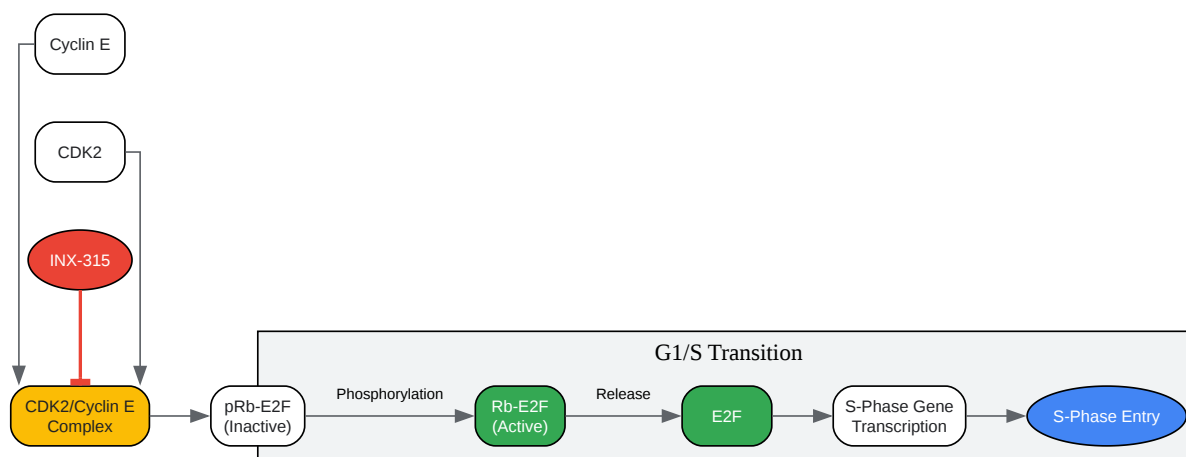 Cyclin E
CDK2
INX-315
G1/S Transition
CDK2/Cyclin E
Complex
pRb-E2F
(Inactive)
Phosphorylation
Rb-E2F
(Active)
Release
E2F
S-Phase Gene
Transcription
S-Phase Entry